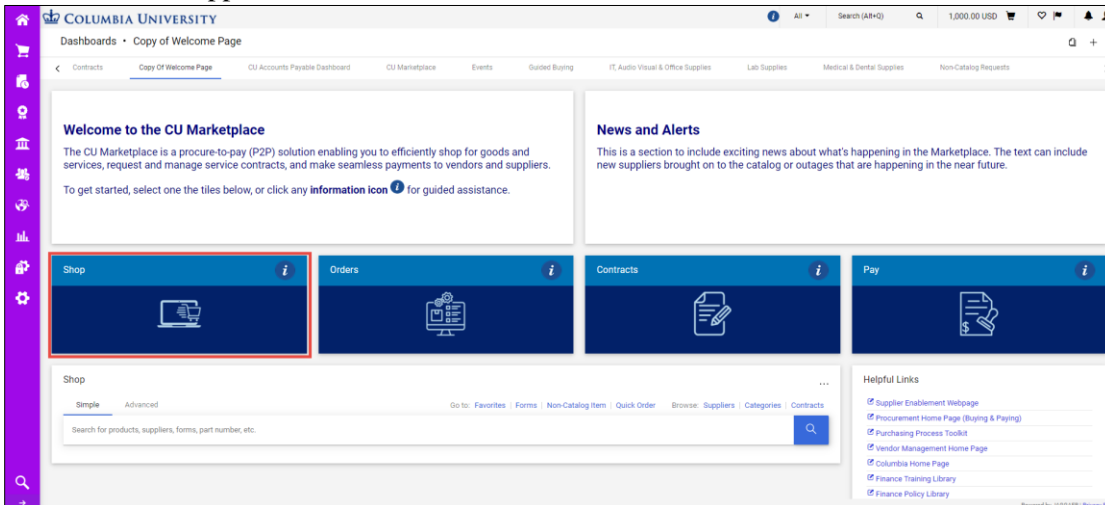 COLUMBIA UNIVERSITY
All
Search (Alt+Q)
1,000.00 USD
Dashboards • Copy of Welcome Page
Contracts
Copy Of Welcome Page
CU Accounts Payable Dashboard
CU Marketplace
Events
Guided Buying
IT, Audio Visual & Office Supplies
Lab Supplies
Medical & Dental Supplies
Non-Catalog Requests
Welcome to the CU Marketplace
The CU Marketplace is a procure-to-pay (P2P) solution enabling you to efficiently shop for goods and
services, request and manage service contracts, and make seamless payments to vendors and suppliers.
To get started, select one the tiles below, or click any information icon i for guided assistance.
News and Alerts
This is a section to include exciting news about what's happening in the Marketplace. The text can include
new suppliers brought on to the catalog or outages that are happening in the near future.
Shop
Orders
Contracts
Pay
Shop
Simple
Advanced
Go to: Favorites | Forms | Non-Catalog Item | Quick Order
Browse: Suppliers | Categories | Contracts
Search for products, suppliers, forms, part number, etc.
Helpful Links
Supplier Enablement Webpage
Procurement Home Page (Buying & Paying)
Purchasing Process Toolkit
Vendor Management Home Page
Columbia Home Page
Finance Training Library
Finance Policy Library